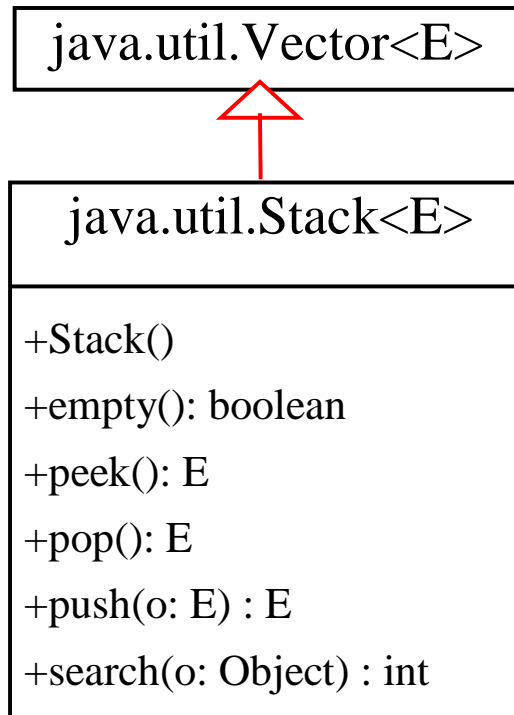 java.util.Vector<E>
java.util.Stack<E>
+Stack()
+empty(): boolean
+peek(): E
+pop(): E
+push(o: E) : E
+search(o: Object) : int